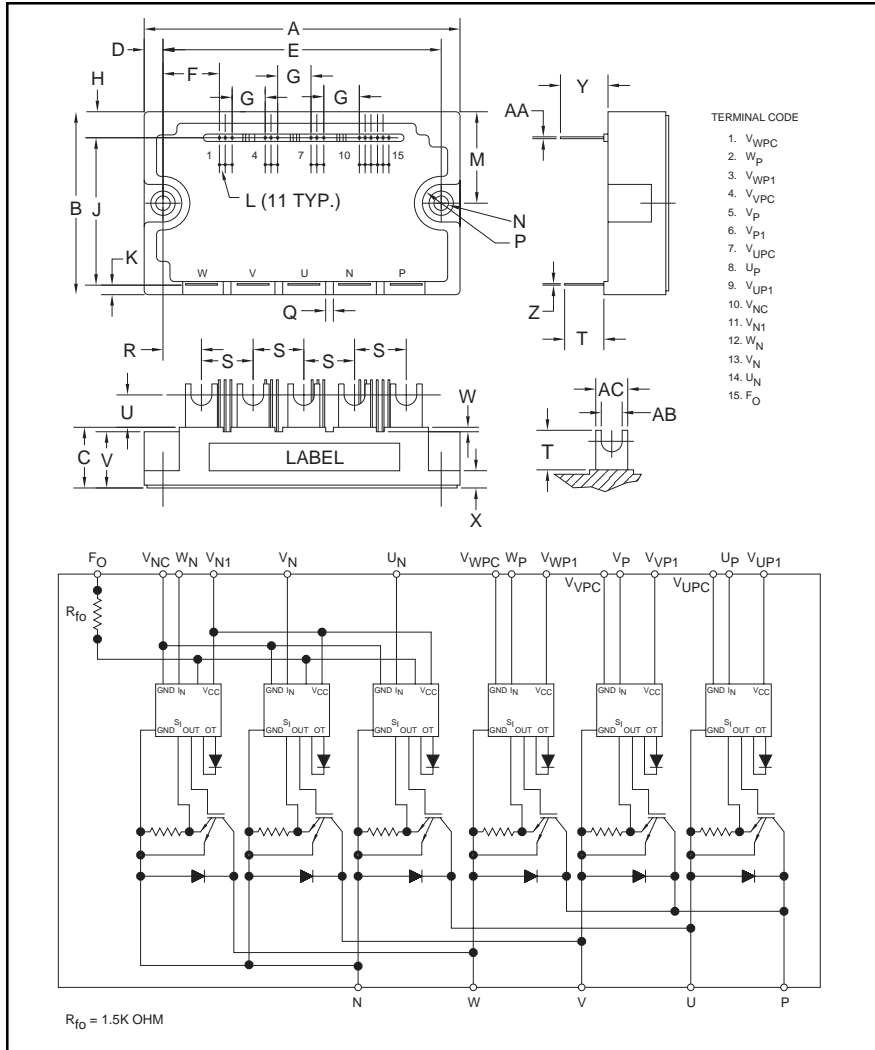 A
D E
F G
H G G Y
AA
TERMINAL CODE
1. VWPC
2. WP
3. VWP1
4. VVPC
5. VP
6. VP1
7. VUPC
8. UP
9. VUP1
10. VNC
11. VN1
12. WN
13. VN
14. UN
15. FO
1 4 7 10 15
M
L (11 TYP.)
B J
N
P
K
W V U N P
Q
Z
T
R
S S S S
AC
AB
W
U
C V
LABEL
T
X
FO VNC WN VN1 VN UN VWPC WP VWP1 VVPC VP VVP1 VUPC UP VUP1
Rfo
GND IN VCC GND IN VCC GND IN VCC GND IN VCC GND IN VCC GND IN VCC
GND SI OUT OT GND SI OUT OT GND SI OUT OT GND SI OUT OT GND SI OUT OT GND SI OUT OT
N W V U P
Rfo = 1.5K OHM